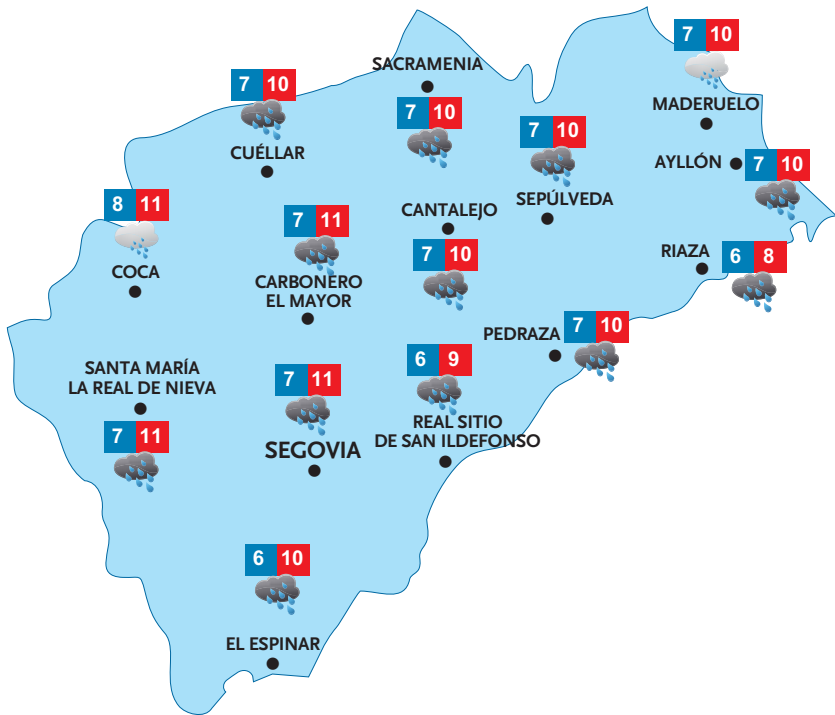 7 10
MADERUELO
SACRAMENIA
7 10
7 10
CUÉLLAR
7 10
SEPÚLVEDA
AYLLÓN
7 10
8 11
COCA
7 11
CARBONERO
EL MAYOR
CANTALEJO
7 10
RIAZA
6 8
PEDRAZA
7 10
SANTA MARÍA
LA REAL DE NIEVA
7 11
7 11
SEGOVIA
6 9
REAL SITIO
DE SAN ILDEFONSO
6 10
EL ESPINAR